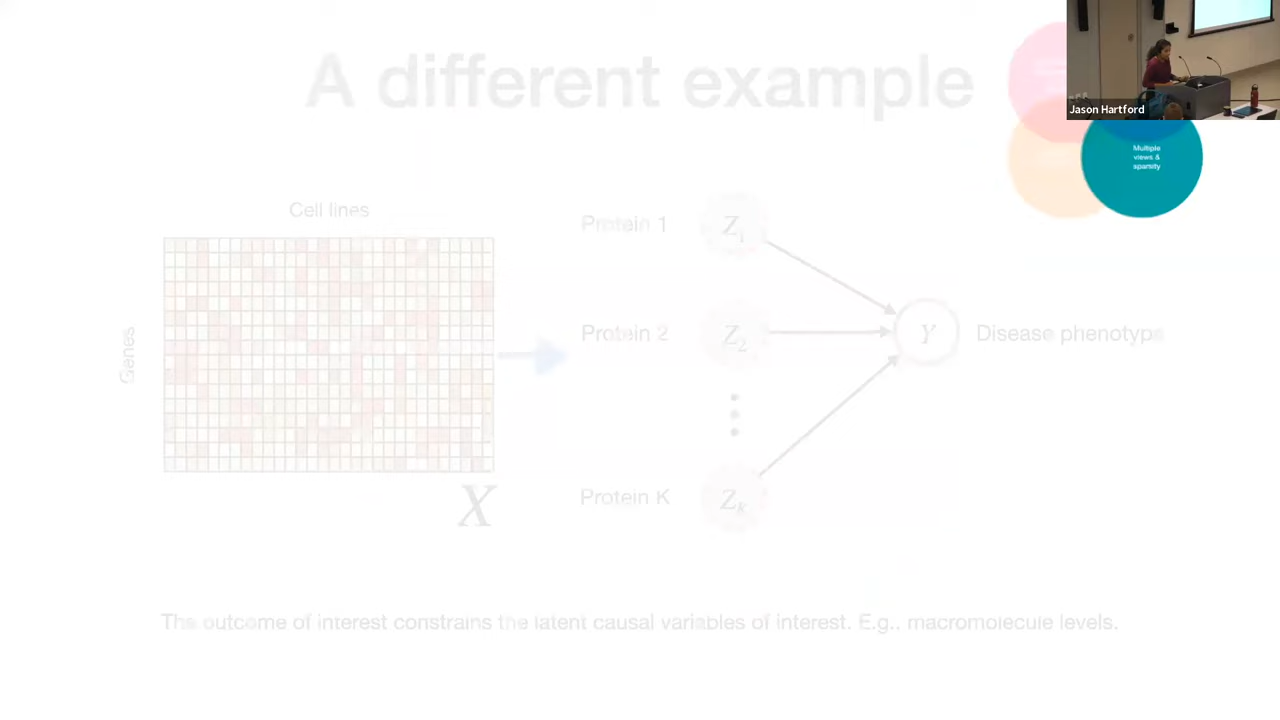 A different example
Jason Hartford
Multiple
views &
sparsity
Cell lines
Genes
X
Protein 1
Z1
Protein 2
Z2
Protein K
Zk
Y
Disease phenotype
The outcome of interest constrains the latent causal variables of interest. E.g.. macromolecule levels.